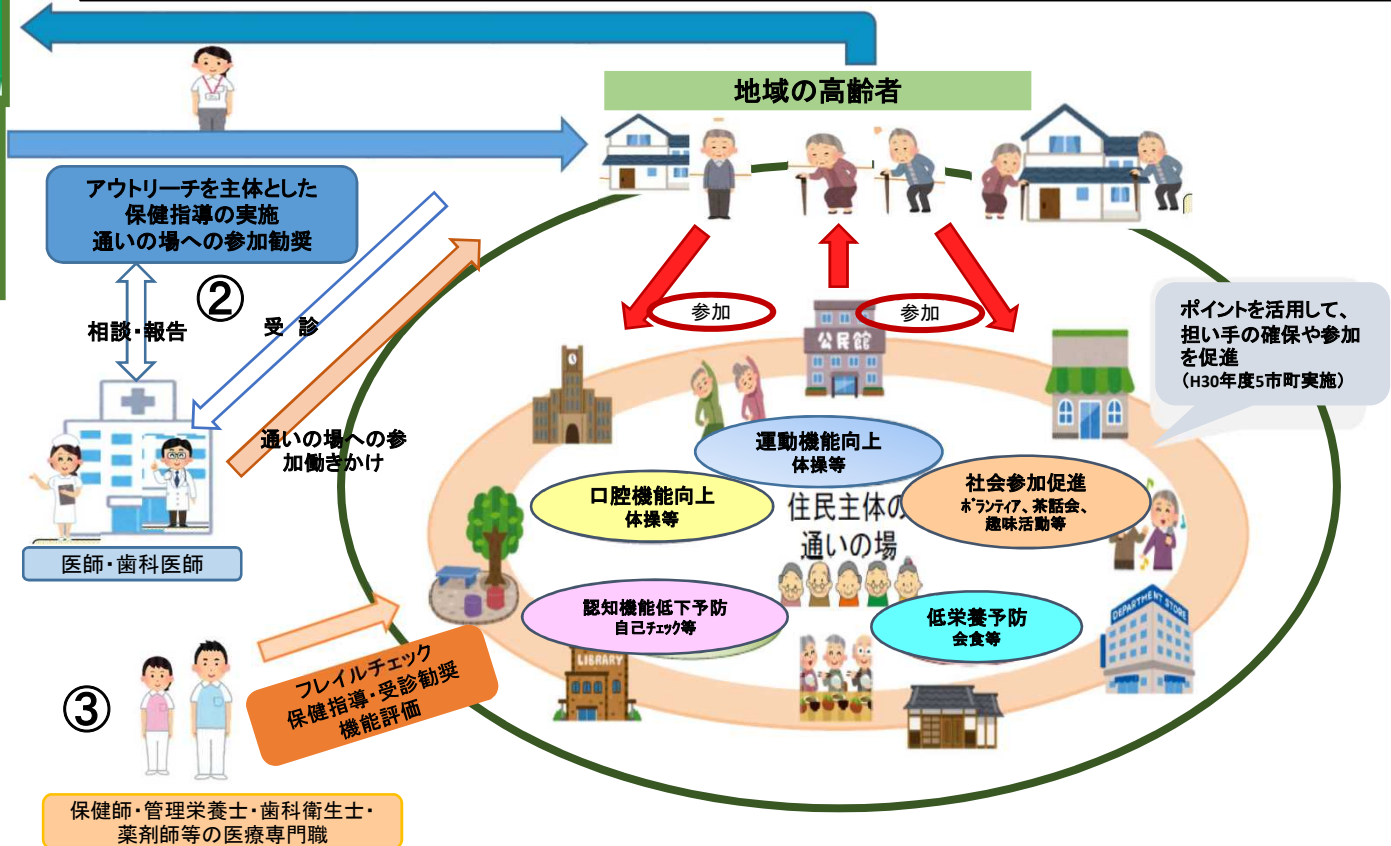 地域の高齢者
アウトリーチを主体とした
保健指導の実施
通いの場への参加勧奨
②
相談・報告
受 診
通いの場への参
加働きかけ
医師・歯科医師
参加
参加
公民館
ポイントを活用して、
担い手の確保や参加
を促進
（H30年度5市町実施）
運動機能向上
体操等
口腔機能向上
体操等
社会参加促進
ボランティア、茶話会、
趣味活動等
住民主体の
通いの場
認知機能低下予防
自己チェック等
低栄養予防
会食等
DEPARTMENT STORE
LIBRARY
③
フレイルチェック
保健指導・受診勧奨
機能評価
保健師・管理栄養士・歯科衛生士・
薬剤師等の医療専門職